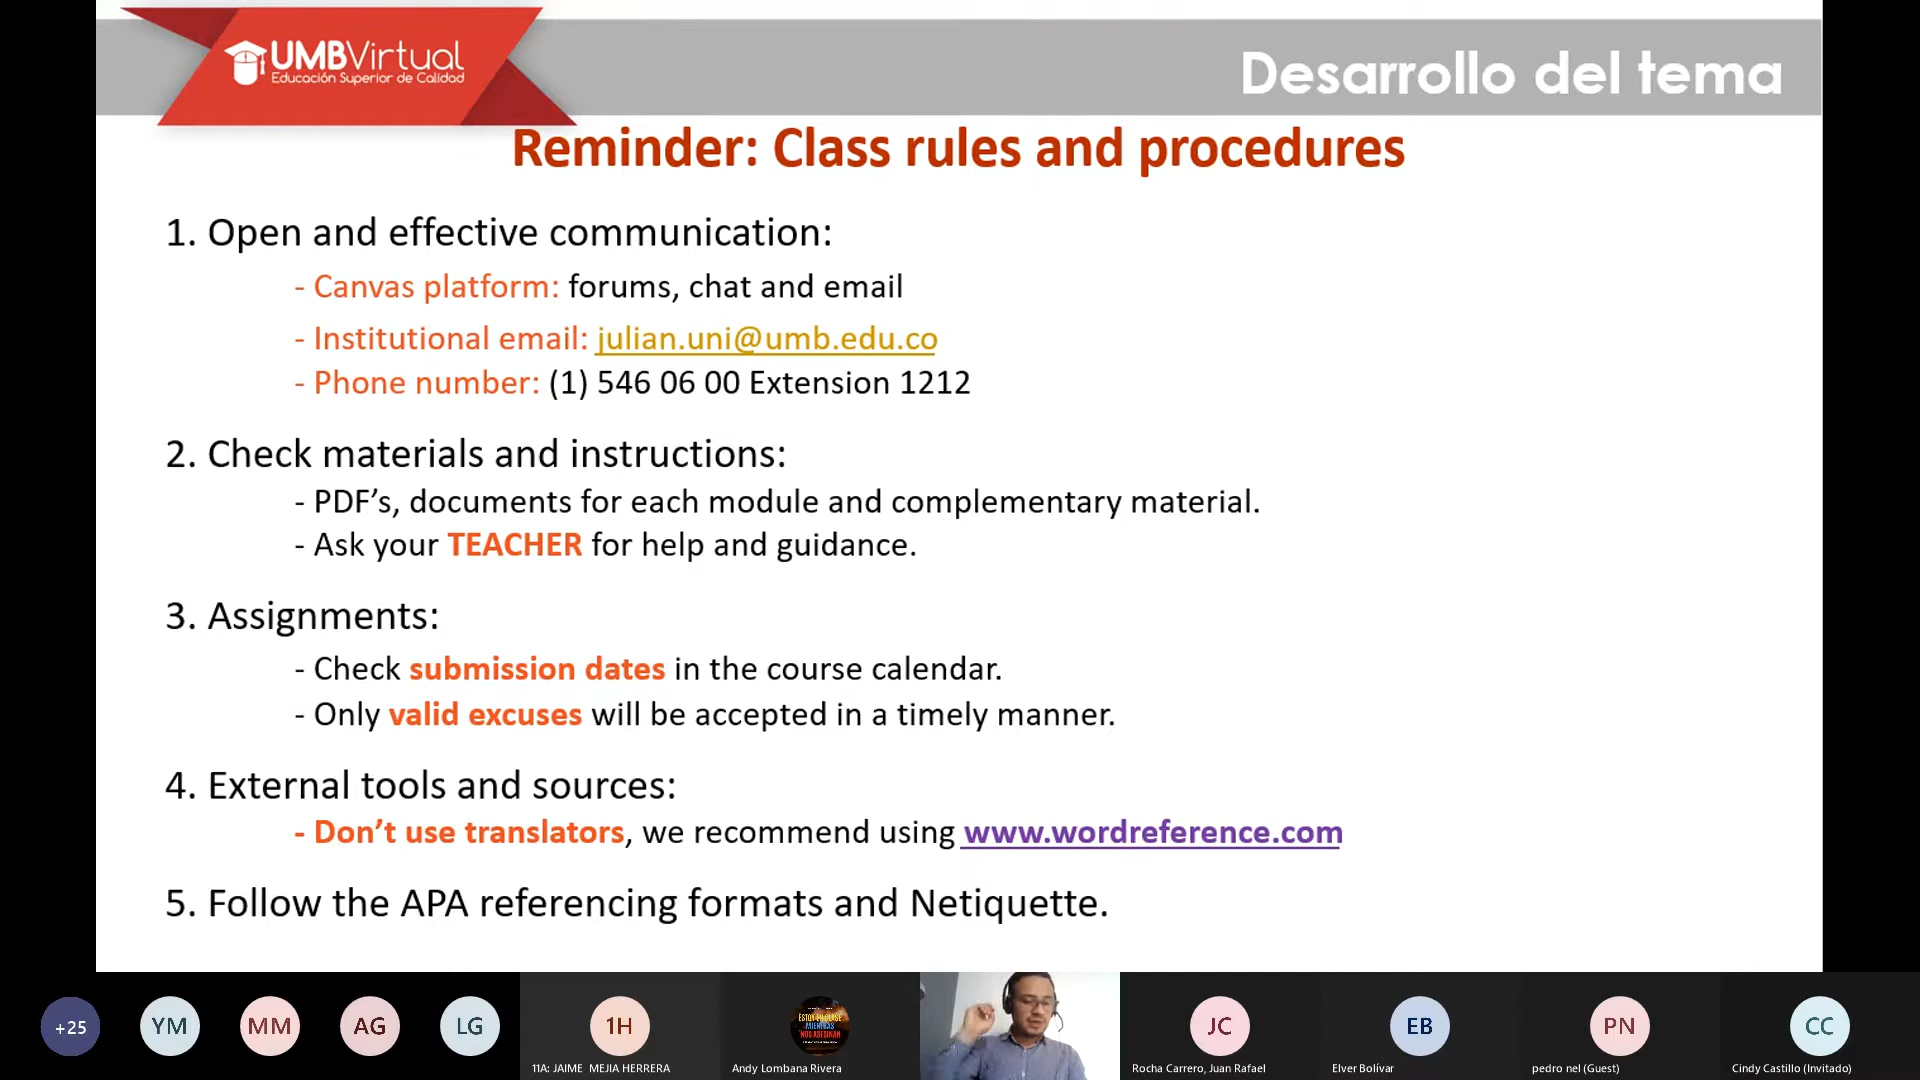 UMBVirtual
Educación Superior de Calidad
Desarrollo del tema
Reminder: Class rules and procedures
1. Open and effective communication:
- Canvas platform: forums, chat and email
- Institutional email: julian.uni@umb.edu.co
- Phone number: (1) 546 06 00 Extension 1212
2. Check materials and instructions:
- PDF’s, documents for each module and complementary material.
- Ask your TEACHER for help and guidance.
3. Assignments:
- Check submission dates in the course calendar.
- Only valid excuses will be accepted in a timely manner.
4. External tools and sources:
- Don’t use translators, we recommend using www.wordreference.com
5. Follow the APA referencing formats and Netiquette.
+25
YM
MM
AG
LG
1H
ESTOY EN CLASE
MIENTRAS
NOS ASESINAN
JC
EB
PN
CC
11A: JAIME MEJIA HERRERA
Andy Lombana Rivera
Rocha Carrero, Juan Rafael
Elver Bolívar
pedro nel (Guest)
Cindy Castillo (Invitado)